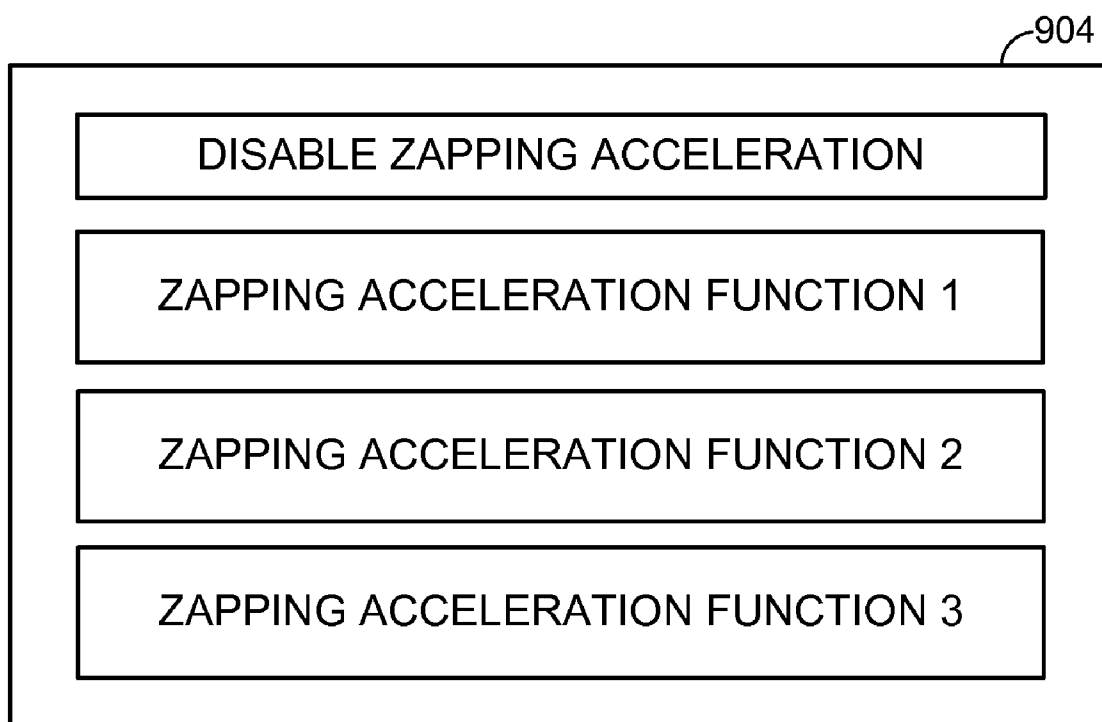 904
DISABLE ZAPPING ACCELERATION
ZAPPING ACCELERATION FUNCTION 1
ZAPPING ACCELERATION FUNCTION 2
ZAPPING ACCELERATION FUNCTION 3